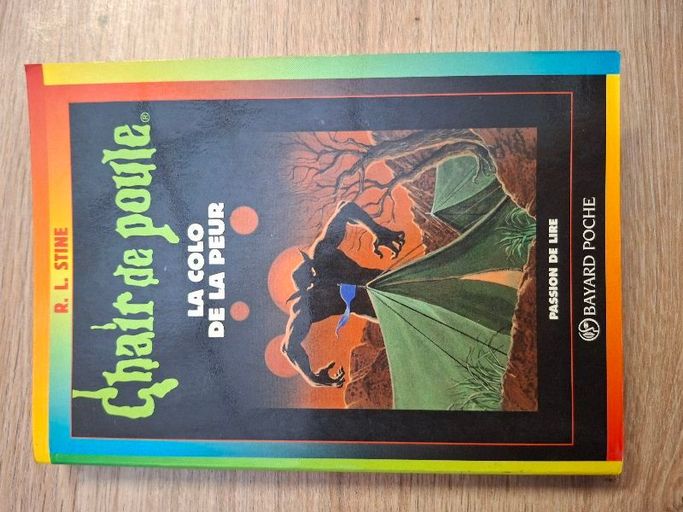 R. L. STINE
Chair de poule®
LA COLO
DE LA PEUR
PASSION DE LIRE
BAYARD POCHE